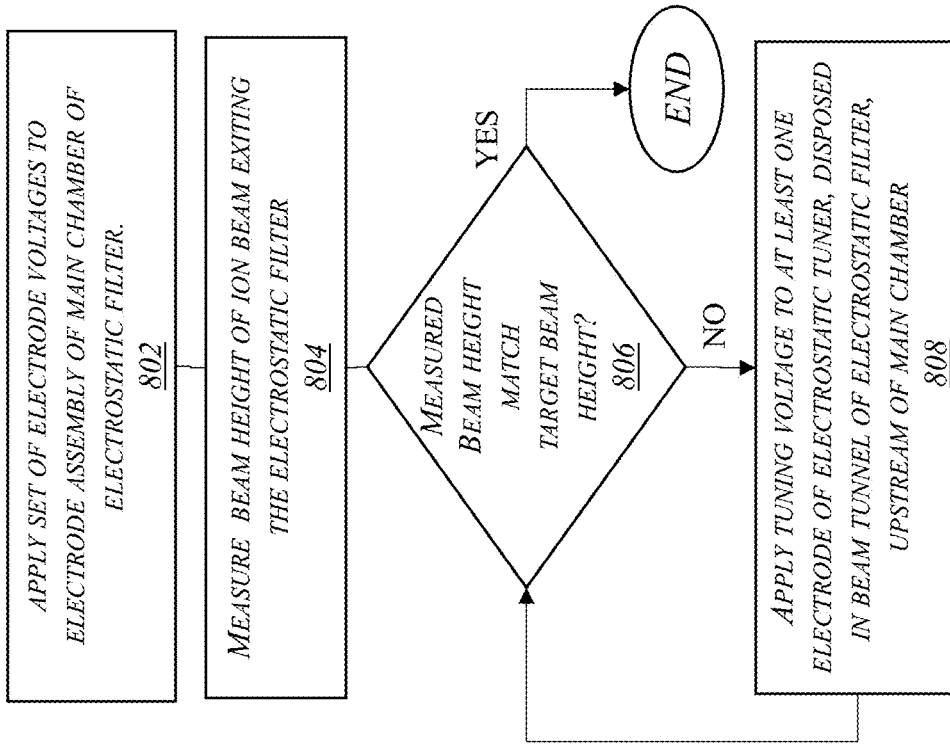 APPLY SET OF ELECTRODE VOLTAGES TO
ELECTRODE ASSEMBLY OF MAIN CHAMBER OF
ELECTROSTATIC FILTER.
802
MEASURE BEAM HEIGHT OF ION BEAM EXITING
THE ELECTROSTATIC FILTER
804
MEASURED
BEAM HEIGHT
MATCH
TARGET BEAM
HEIGHT?
806
YES
END
NO
APPLY TUNING VOLTAGE TO AT LEAST ONE
ELECTRODE OF ELECTROSTATIC TUNER, DISPOSED
IN BEAM TUNNEL OF ELECTROSTATIC FILTER,
UPSTREAM OF MAIN CHAMBER
808